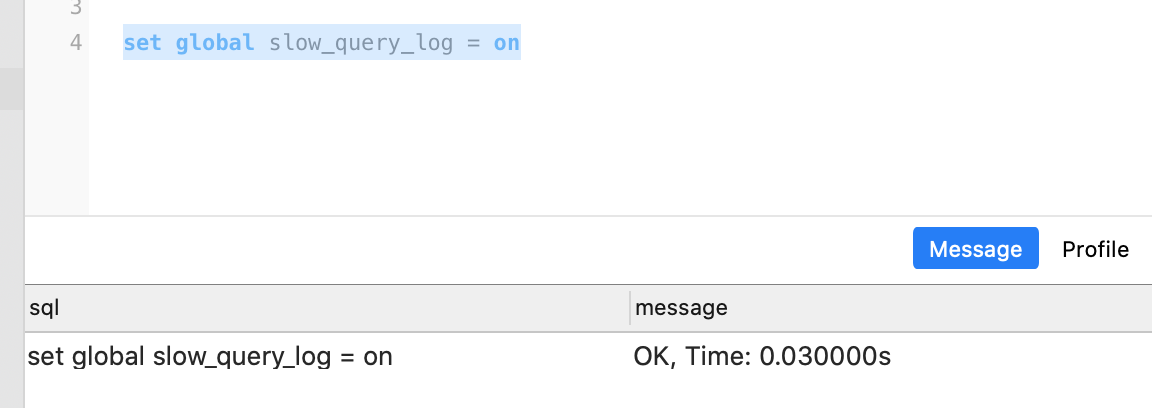 3
4 set global slow_query_log = on
Message Profile
sql message
set global slow_query_log = on OK, Time: 0.030000s